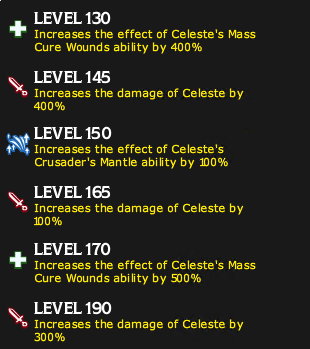 LEVEL 130
Increases the effect of Celeste's Mass
Cure Wounds ability by 400%
LEVEL 145
Increases the damage of Celeste by
400%
LEVEL 150
Increases the effect of Celeste's
Crusader's Mantle ability by 100%
LEVEL 165
Increases the damage of Celeste by
100%
LEVEL 170
Increases the effect of Celeste's Mass
Cure Wounds ability by 500%
LEVEL 190
Increases the damage of Celeste by
300%